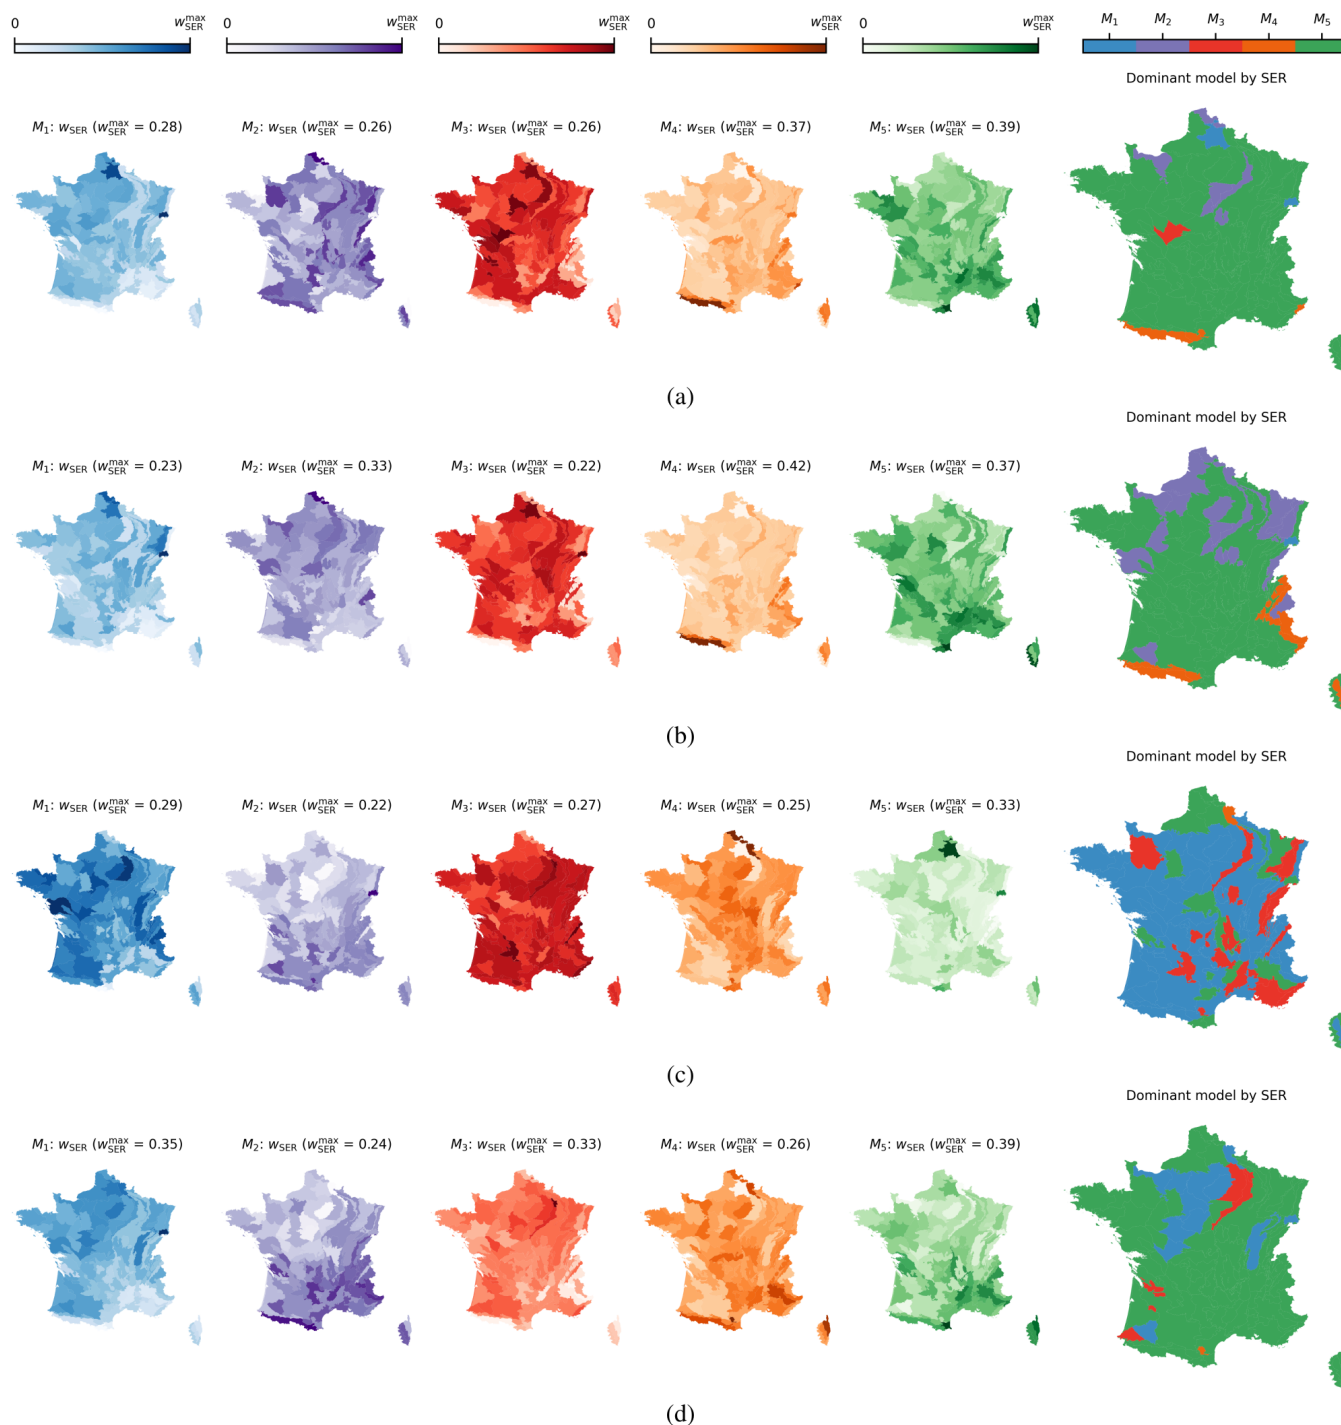 0 w_SER^max 0 w_SER^max 0 w_SER^max 0 w_SER^max 0 w_SER^max M₁ M₂ M₃ M₄ M₅
Dominant model by SER
M₁: w_SER (w_SER^max = 0.28) M₂: w_SER (w_SER^max = 0.26) M₃: w_SER (w_SER^max = 0.26) M₄: w_SER (w_SER^max = 0.37) M₅: w_SER (w_SER^max = 0.39)
(a)
Dominant model by SER
M₁: w_SER (w_SER^max = 0.23) M₂: w_SER (w_SER^max = 0.33) M₃: w_SER (w_SER^max = 0.22) M₄: w_SER (w_SER^max = 0.42) M₅: w_SER (w_SER^max = 0.37)
(b)
Dominant model by SER
M₁: w_SER (w_SER^max = 0.29) M₂: w_SER (w_SER^max = 0.22) M₃: w_SER (w_SER^max = 0.27) M₄: w_SER (w_SER^max = 0.25) M₅: w_SER (w_SER^max = 0.33)
(c)
Dominant model by SER
M₁: w_SER (w_SER^max = 0.35) M₂: w_SER (w_SER^max = 0.24) M₃: w_SER (w_SER^max = 0.33) M₄: w_SER (w_SER^max = 0.26) M₅: w_SER (w_SER^max = 0.39)
(d)